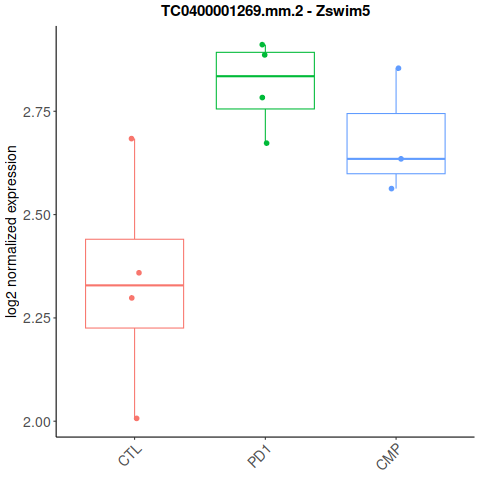 TC0400001269.mm.2 - Zswim5
log2 normalized expression
2.75
2.50
2.25
2.00
CTL
PD1
CMP